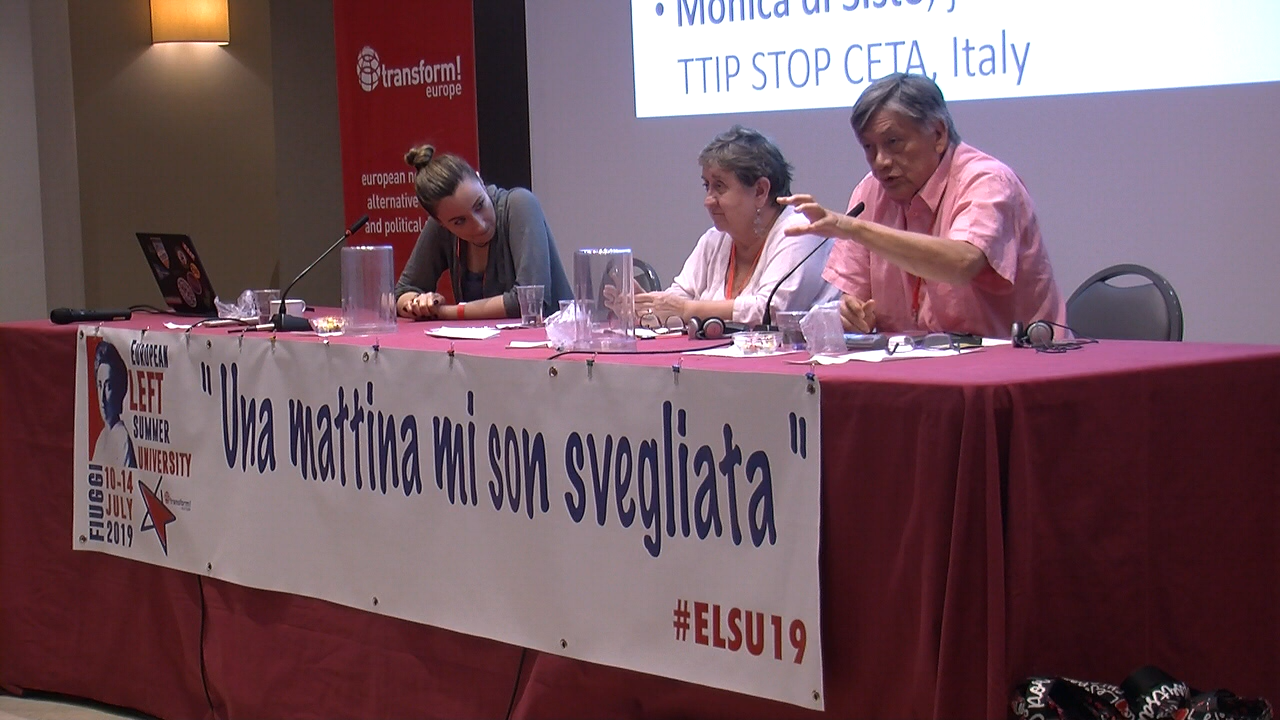 • Monica di Sisto,
TTIP STOP CETA, Italy
transform!
europe
european
alternative
and political
EUROPEAN
LEFT
SUMMER
UNIVERSITY
FIUGGI
10-14
JULY
2019
transform!
"Una mattina mi son svegliata"
#ELSU19